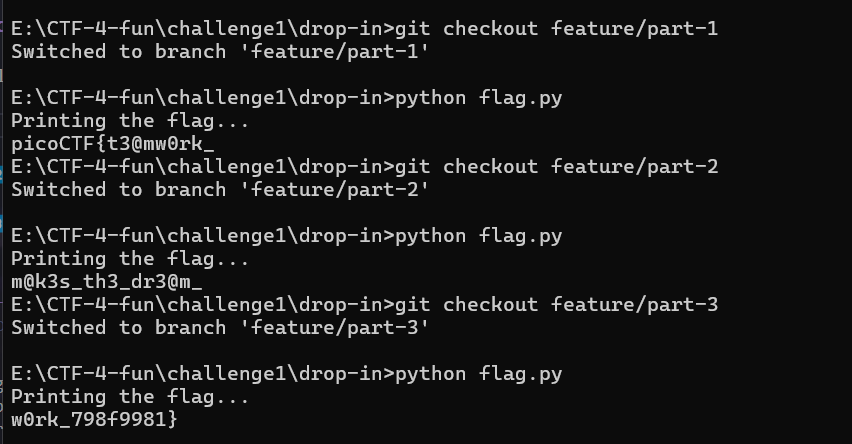 E:\CTF-4-fun\challenge1\drop-in>git checkout feature/part-1
Switched to branch 'feature/part-1'
E:\CTF-4-fun\challenge1\drop-in>python flag.py
Printing the flag...
picoCTF{t3@mw0rk_
E:\CTF-4-fun\challenge1\drop-in>git checkout feature/part-2
Switched to branch 'feature/part-2'
E:\CTF-4-fun\challenge1\drop-in>python flag.py
Printing the flag...
m@k3s_th3_dr3@m_
E:\CTF-4-fun\challenge1\drop-in>git checkout feature/part-3
Switched to branch 'feature/part-3'
E:\CTF-4-fun\challenge1\drop-in>python flag.py
Printing the flag...
w0rk_798f9981}